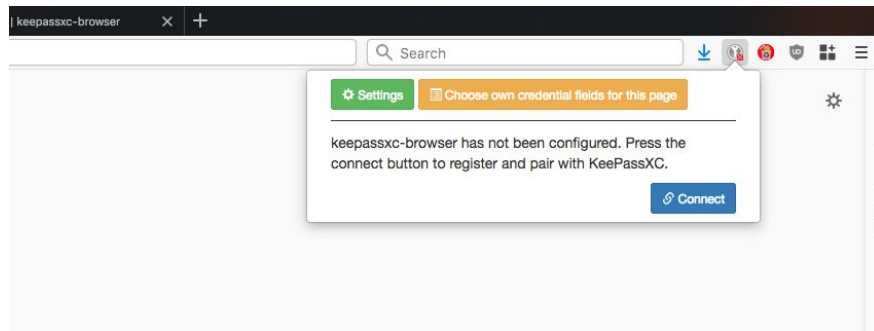 | keepassxc-browser
Search
Settings
Choose own credential fields for this page
keepassxc-browser has not been configured. Press the
connect button to register and pair with KeePassXC.
Connect